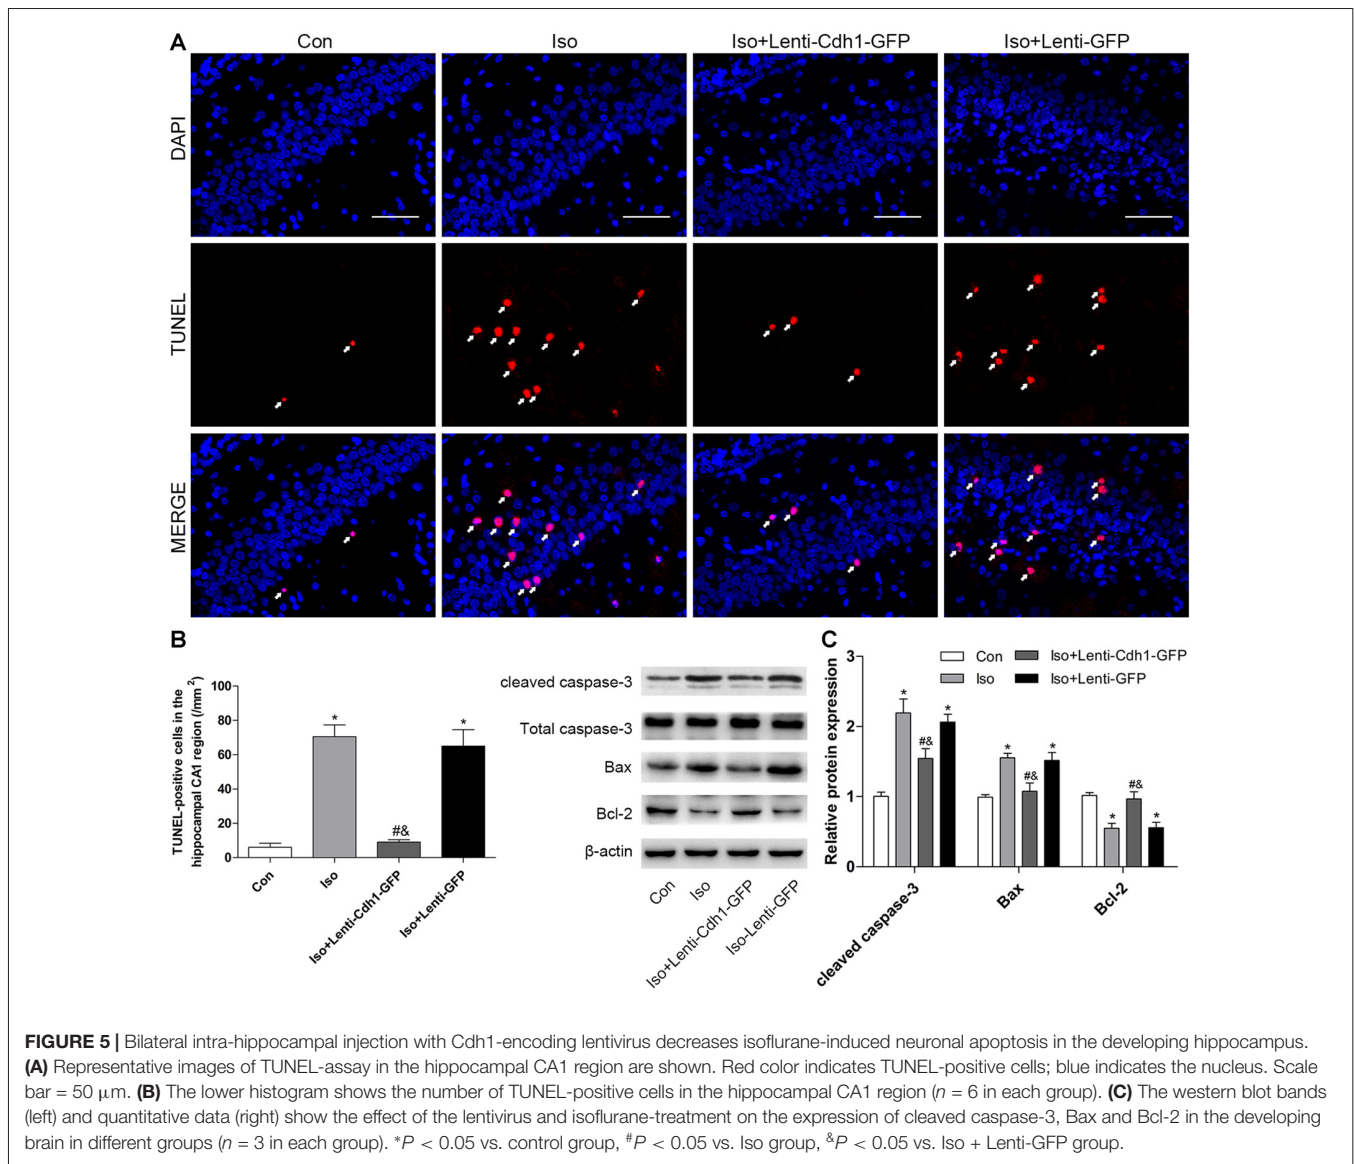 A
Con
Iso
Iso+Lenti-Cdh1-GFP
Iso+Lenti-GFP
DAPI
TUNEL
MERGE
B
TUNEL-positive cells in the
hippocampal CA1 region (/mm²)
100
80
60
40
20
0
*
#&
*
Con
Iso
Iso+Lenti-Cdh1-GFP
Iso+Lenti-GFP
cleaved caspase-3
Total caspase-3
Bax
Bcl-2
β-actin
Con
Iso
Iso+Lenti-Cdh1-GFP
Iso-Lenti-GFP
C
Relative protein expression
3
2
1
0
Con
Iso
Iso+Lenti-Cdh1-GFP
Iso+Lenti-GFP
*
#&
*
*
#&
*
*
#&
*
cleaved caspase-3
Bax
Bcl-2
FIGURE 5 | Bilateral intra-hippocampal injection with Cdh1-encoding lentivirus decreases isoflurane-induced neuronal apoptosis in the developing hippocampus.
(A) Representative images of TUNEL-assay in the hippocampal CA1 region are shown. Red color indicates TUNEL-positive cells; blue indicates the nucleus. Scale
bar = 50 μm. (B) The lower histogram shows the number of TUNEL-positive cells in the hippocampal CA1 region (n = 6 in each group). (C) The western blot bands
(left) and quantitative data (right) show the effect of the lentivirus and isoflurane-treatment on the expression of cleaved caspase-3, Bax and Bcl-2 in the developing
brain in different groups (n = 3 in each group). *P < 0.05 vs. control group, #P < 0.05 vs. Iso group, &P < 0.05 vs. Iso + Lenti-GFP group.